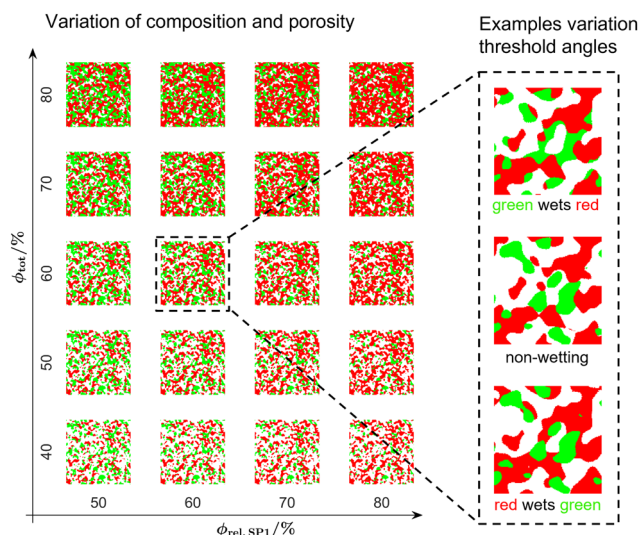 Variation of composition and porosity
Examples variation
threshold angles
ϕtot/%
80
70
60
50
40
50 60 70 80
ϕrel, SP1/%
green wets red
non-wetting
red wets green